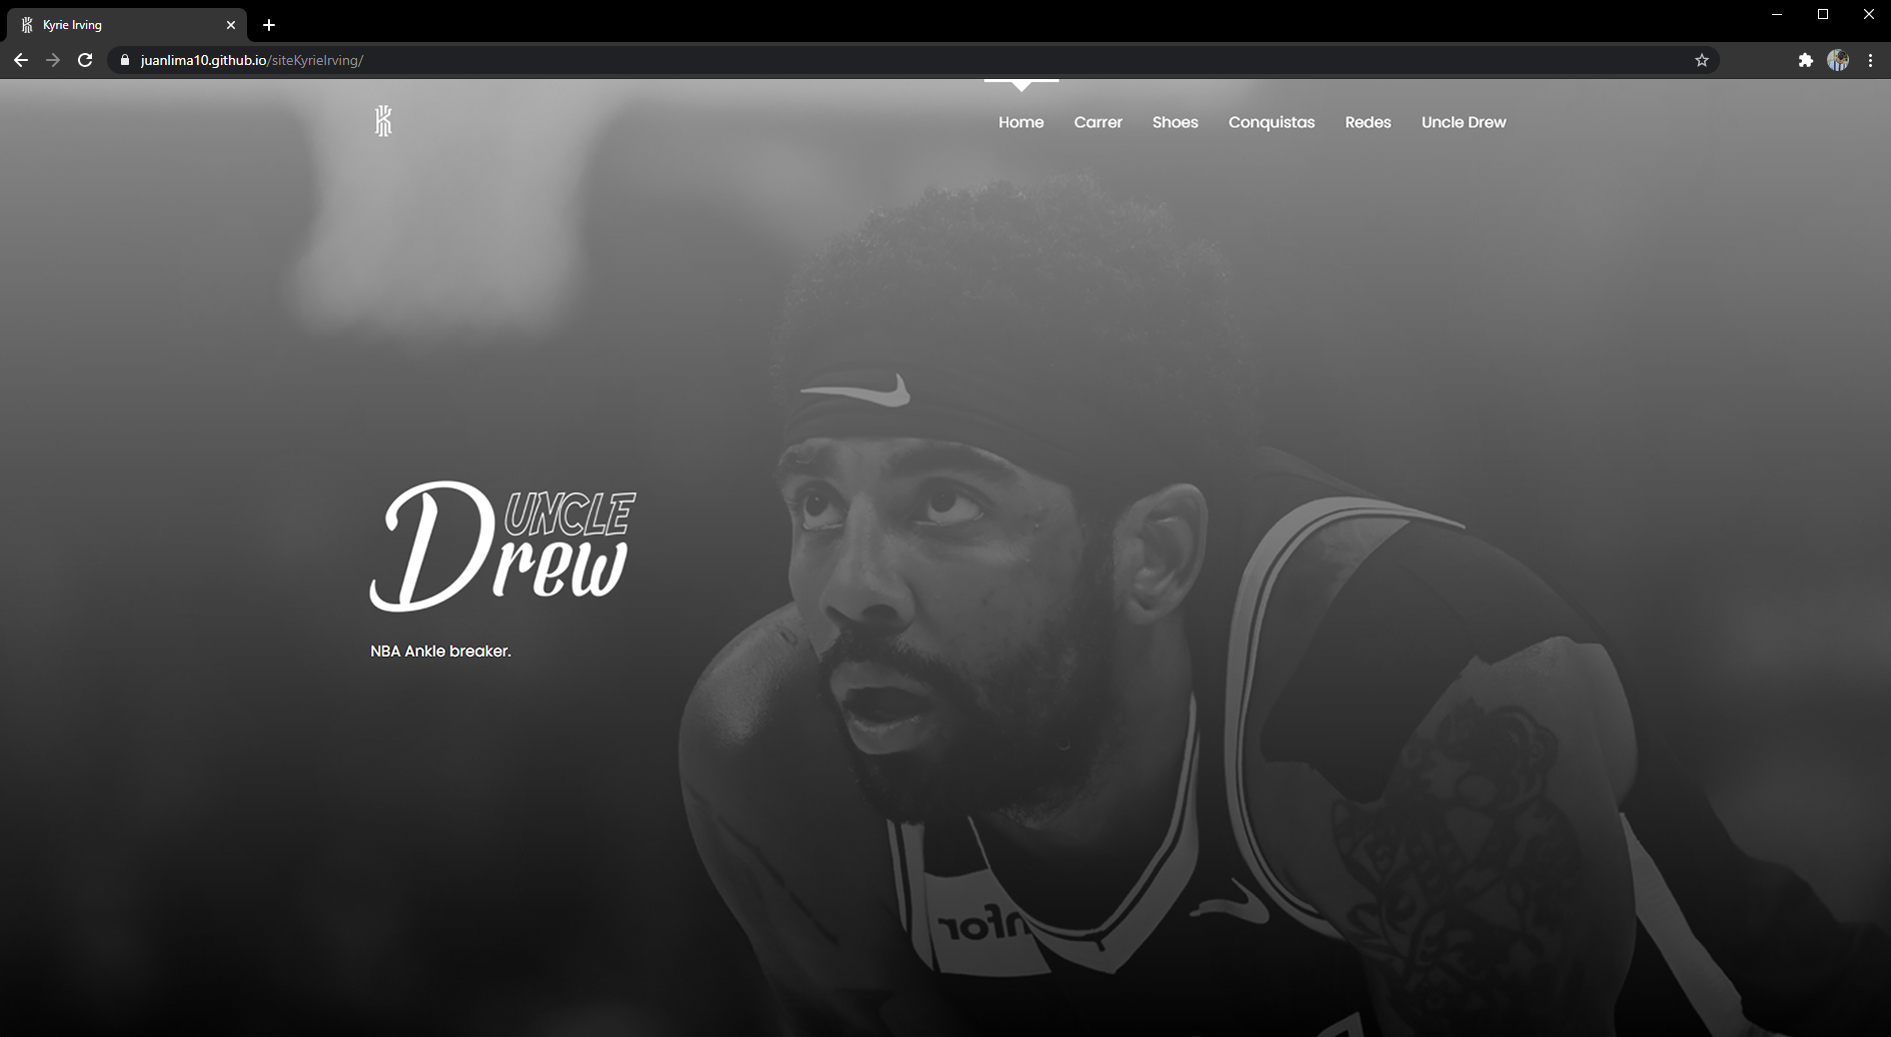 Kyrie Irving
juanlima10.github.io/siteKyrieIrving/
Home Carrer Shoes Conquistas Redes Uncle Drew
UNCLE
Drew
NBA Ankle breaker.
nfor